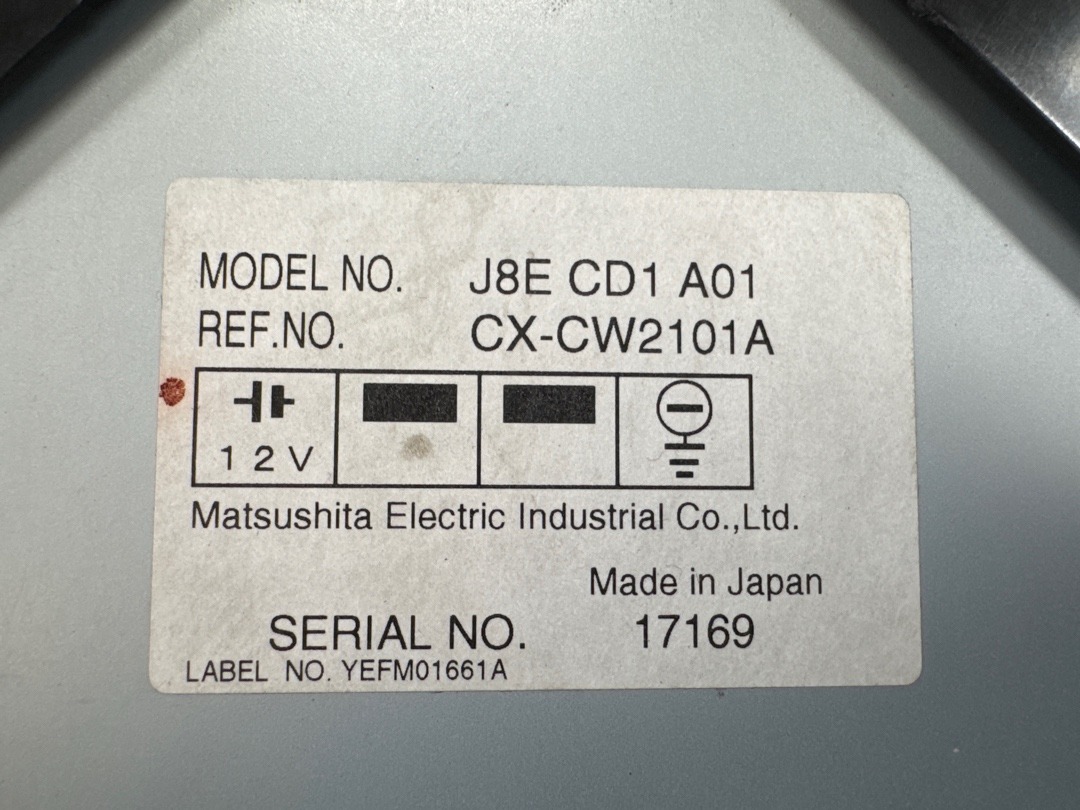 MODEL NO. J8E CD1 A01
REF.NO. CX-CW2101A
12V
Matsushita Electric Industrial Co.,Ltd.
Made in Japan
SERIAL NO. 17169
LABEL NO. YEFM01661A